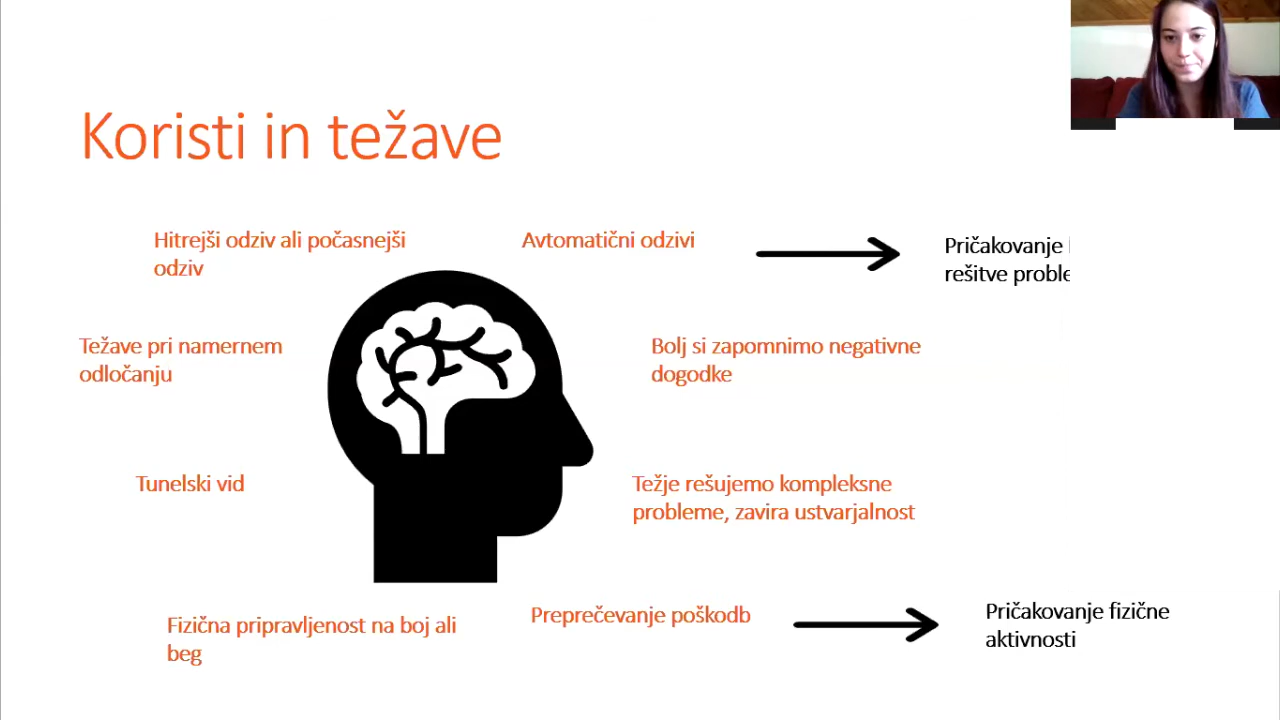 Koristi in težave
Hitrejši odziv ali počasnejši
odziv
Avtomatični odzivi
Pričakovanje
rešitve
Težave pri namernem
odločanju
Bolj si zapomnimo negativne
dogodke
Tunelski vid
Težje rešujemo kompleksne
probleme, zavira ustvarjalnost
Fizična pripravljenost na boj ali
beg
Preprečevanje poškodb
Pričakovanje fizične
aktivnosti